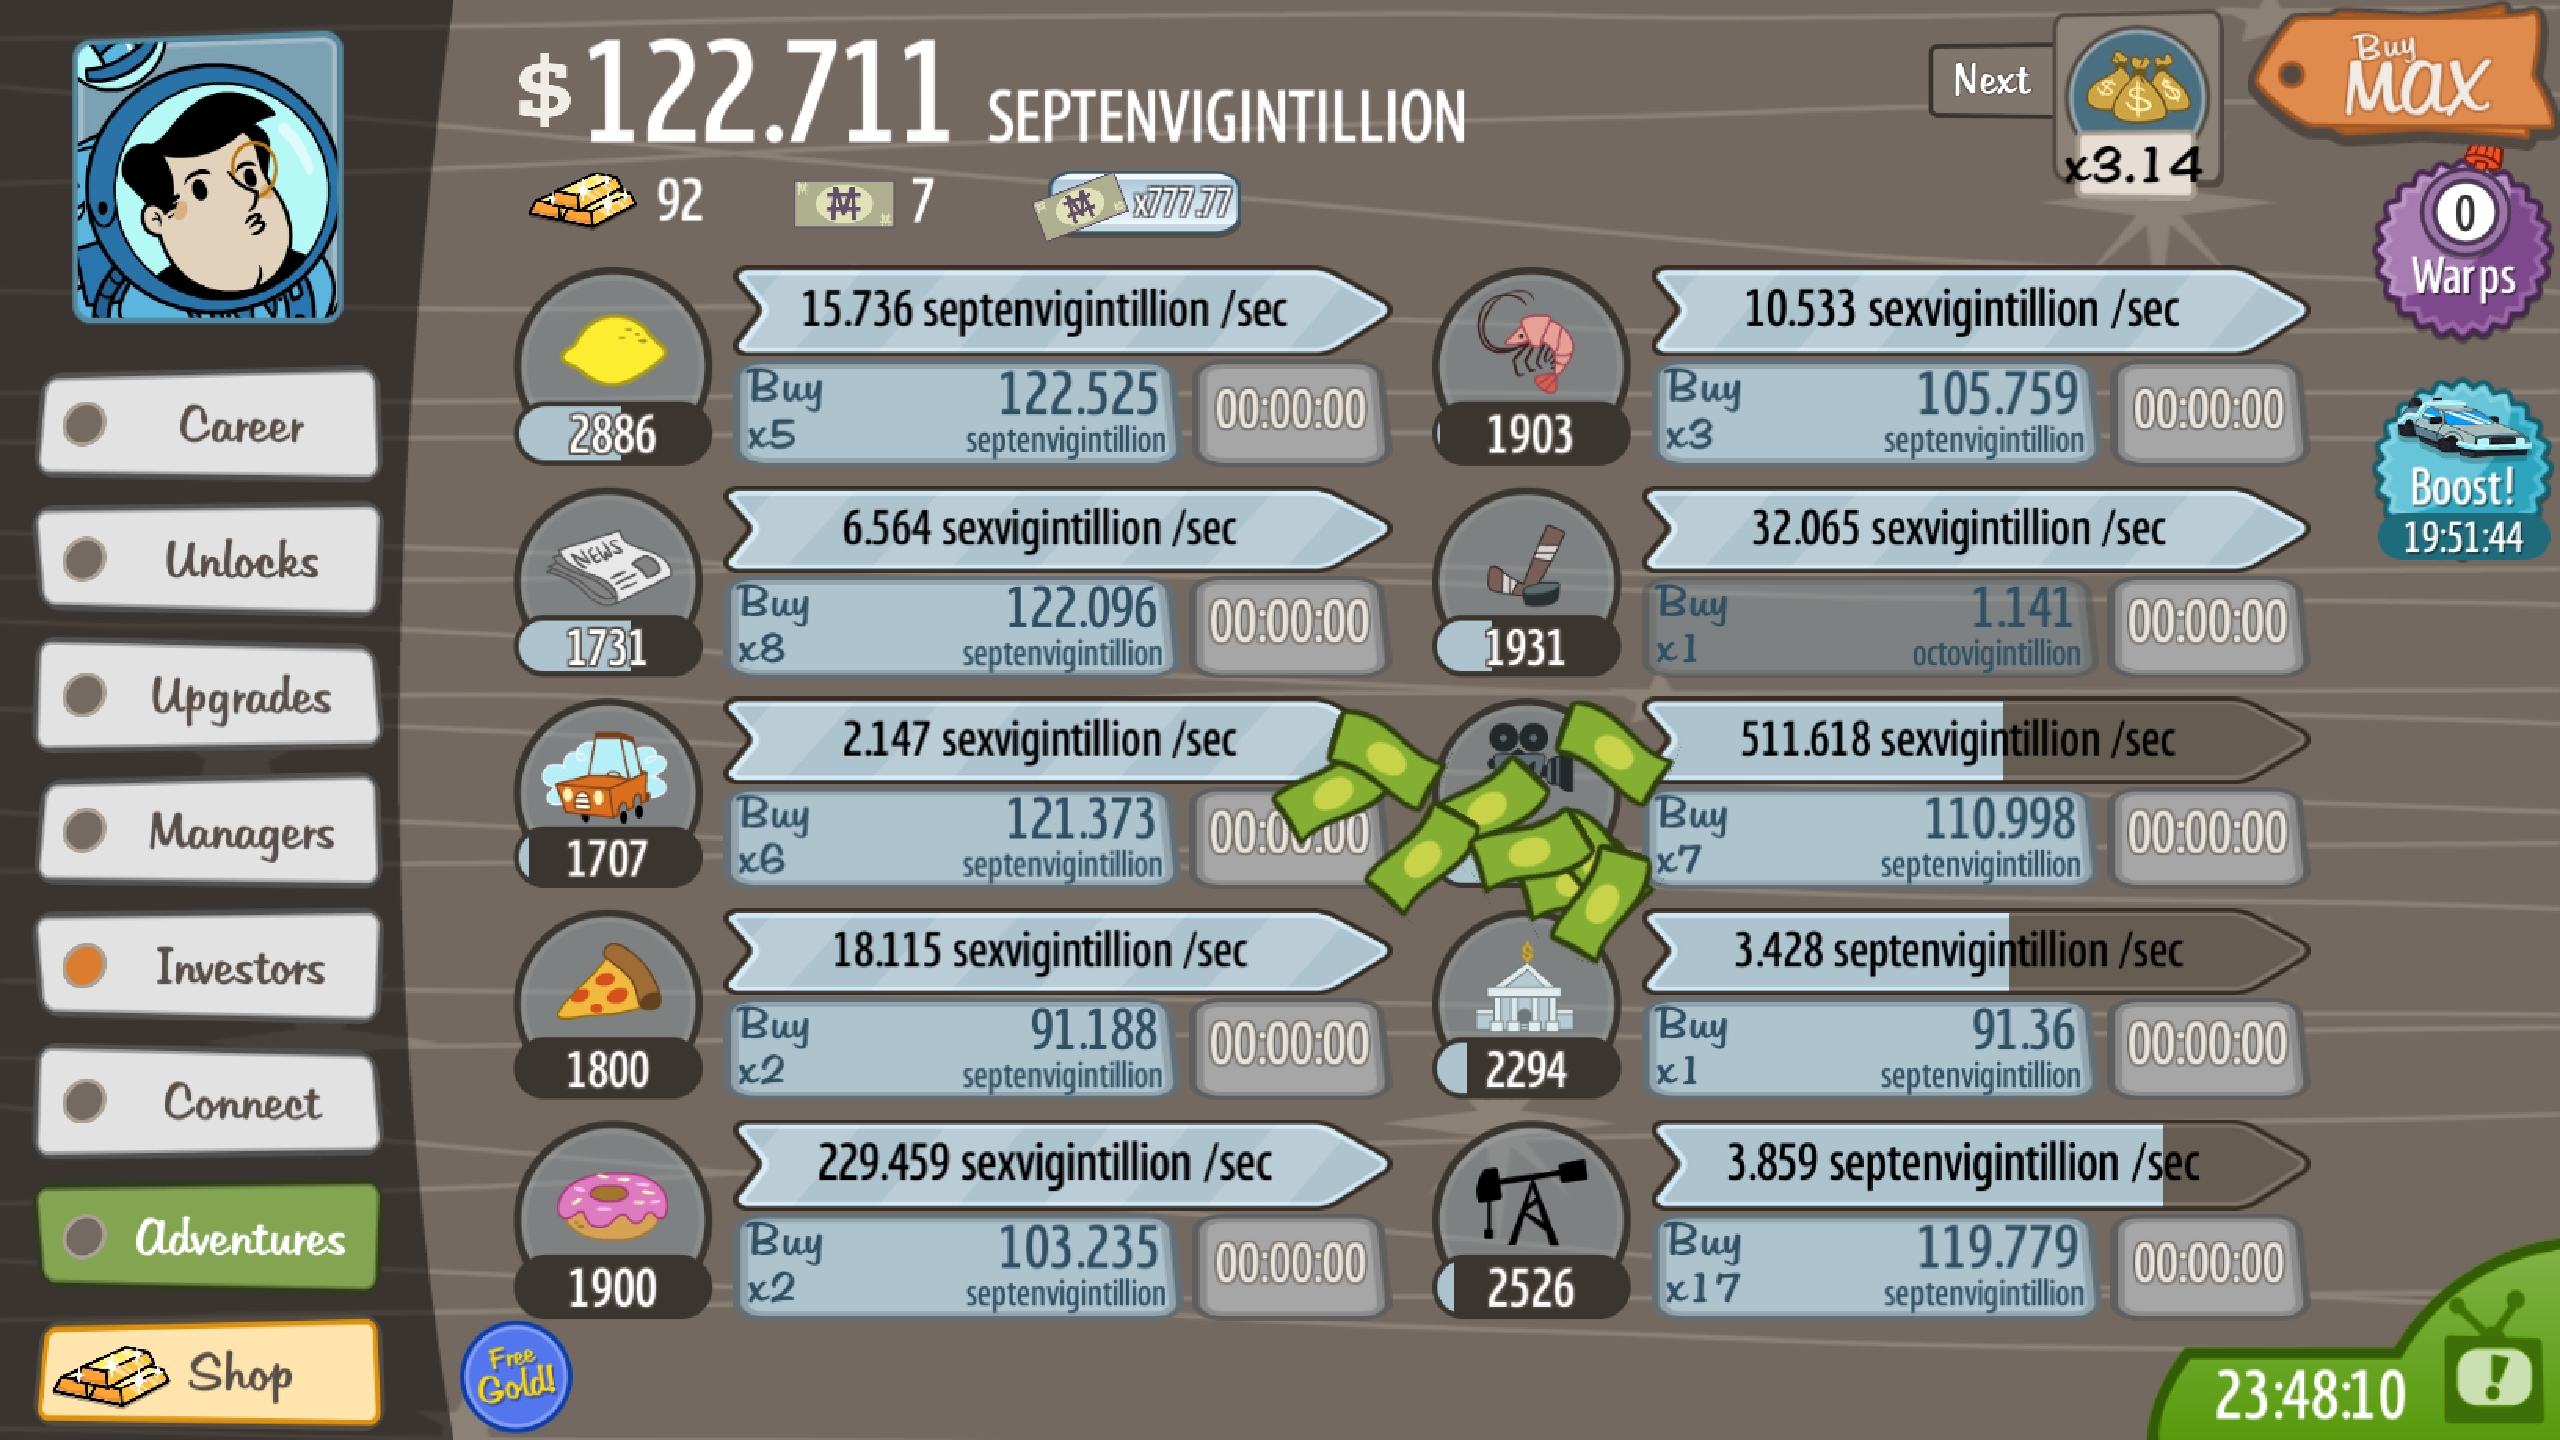 $122.711 SEPTENVIGINTILLION
Next
x3.14
Buy
MAX
92
7
x777.77
0
Warps
Boost!
19:51:44
Career
Unlocks
Upgrades
Managers
Investors
Connect
Adventures
Shop
15.736 septenvigintillion /sec
2886
Buy
x5
122.525
septenvigintillion
00:00:00
10.533 sexvigintillion /sec
1903
Buy
x3
105.759
septenvigintillion
00:00:00
NEWS
6.564 sexvigintillion /sec
1731
Buy
x8
122.096
septenvigintillion
00:00:00
32.065 sexvigintillion /sec
1931
Buy
x1
1.141
octovigintillion
00:00:00
2.147 sexvigintillion /sec
1707
Buy
x6
121.373
septenvigintillion
00:00:00
511.618 sexvigintillion /sec
Buy
x7
110.998
septenvigintillion
00:00:00
18.115 sexvigintillion /sec
1800
Buy
x2
91.188
septenvigintillion
00:00:00
3.428 septenvigintillion /sec
2294
Buy
x1
91.36
septenvigintillion
00:00:00
229.459 sexvigintillion /sec
1900
Buy
x2
103.235
septenvigintillion
00:00:00
3.859 septenvigintillion /sec
2526
Buy
x17
119.779
septenvigintillion
00:00:00
Free
Gold!
23:48:10